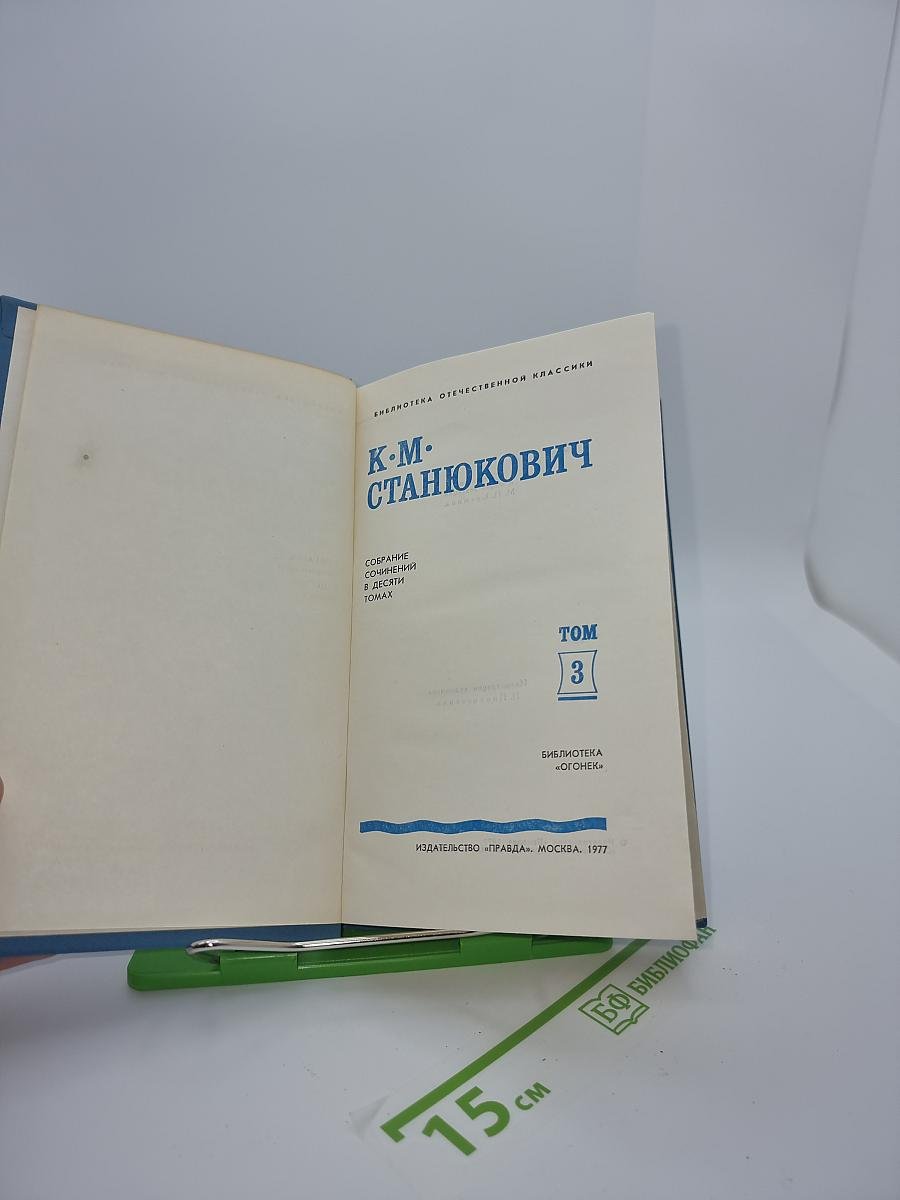 БИБЛИОТЕКА ОТЕЧЕСТВЕННОЙ КЛАССИКИ
К·М·
СТАНЮКОВИЧ
СОБРАНИЕ
СОЧИНЕНИЙ
В ДЕСЯТИ
ТОМАХ
ТОМ
3
БИБЛИОТЕКА
«ОГОНЕК»
ИЗДАТЕЛЬСТВО «ПРАВДА». МОСКВА. 1977
БФ БИБЛИОФАН
15 см